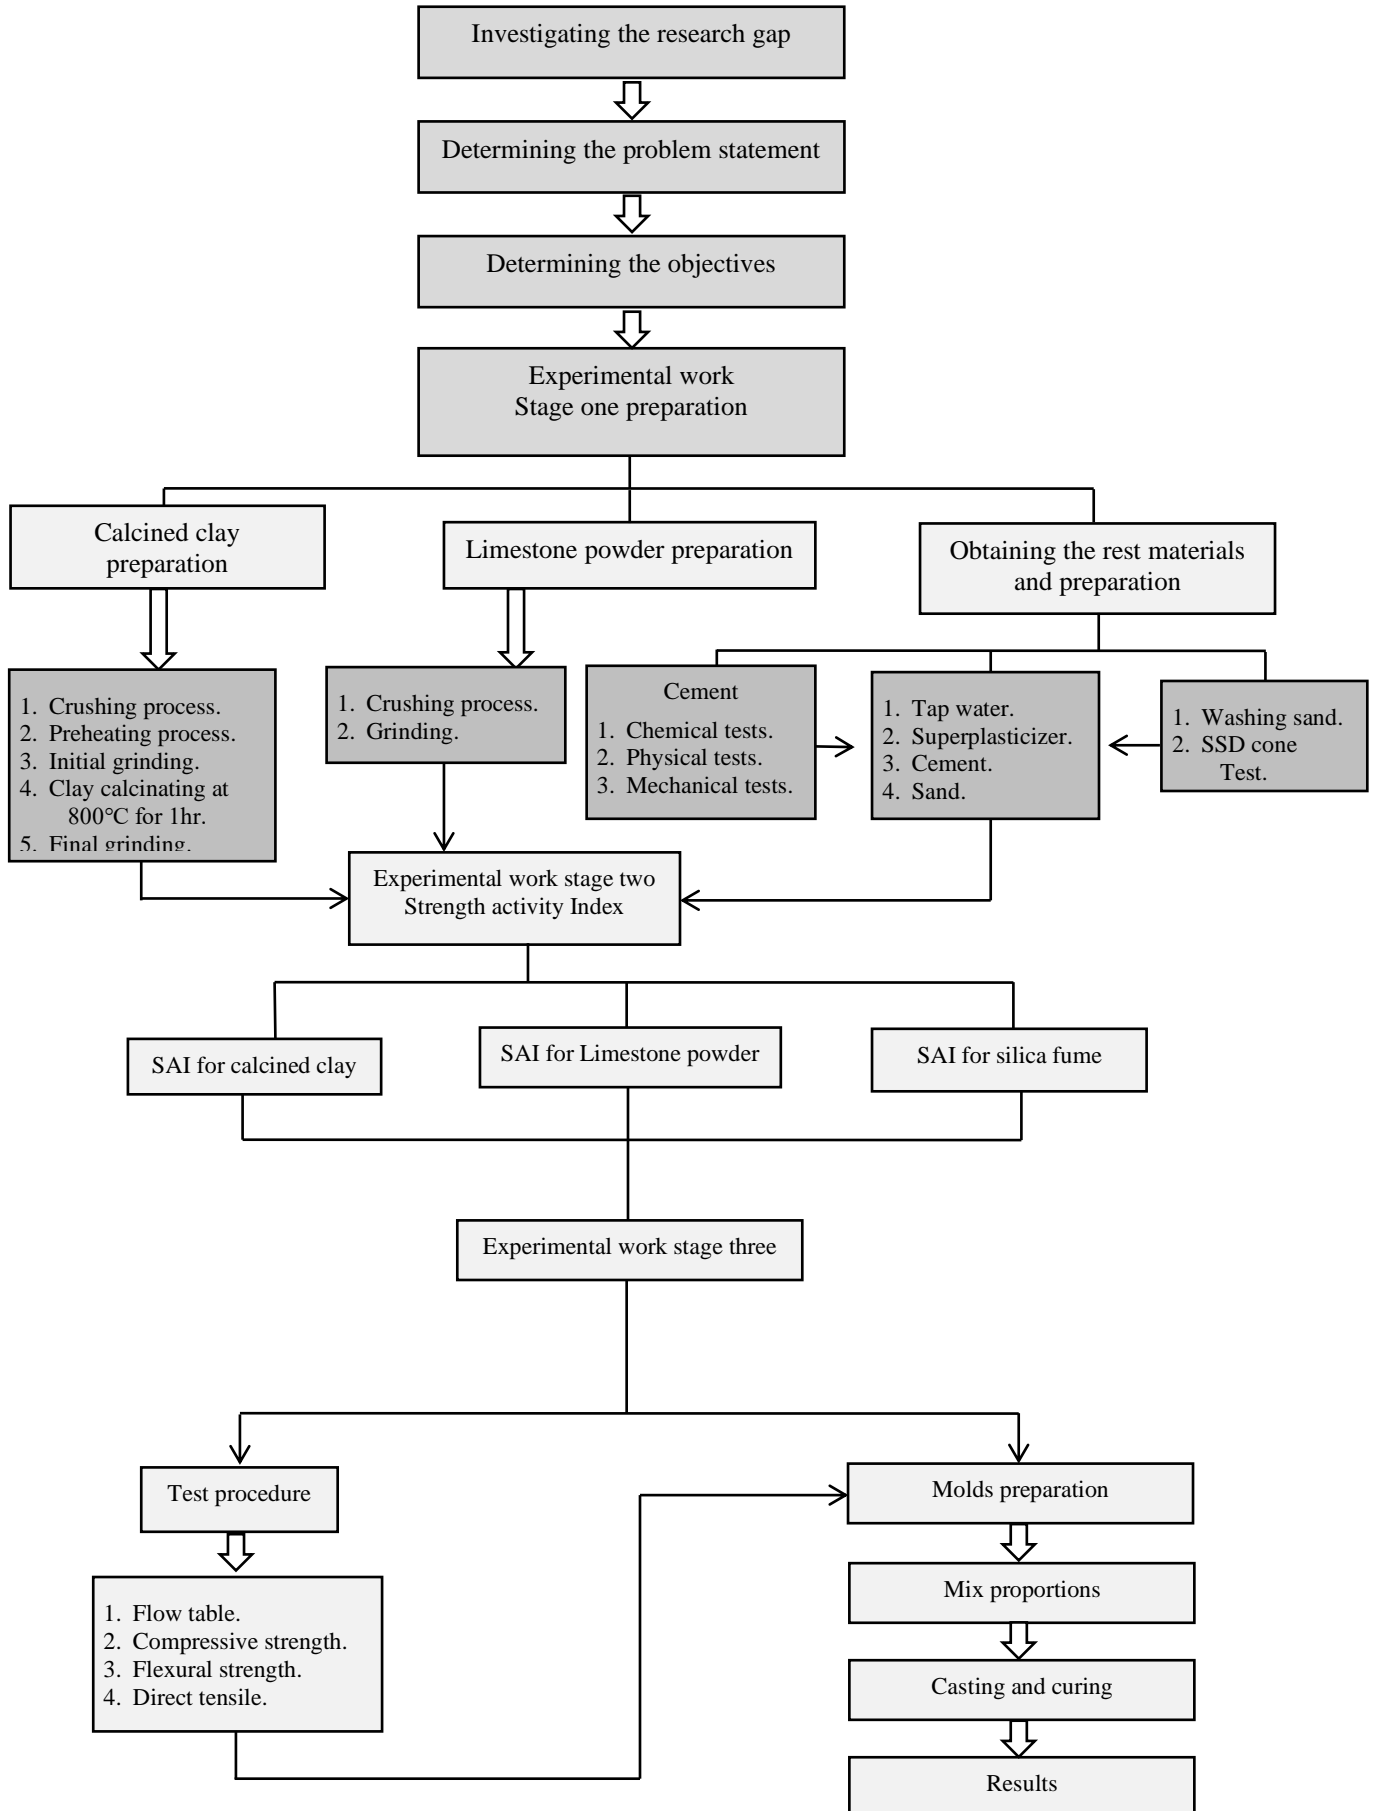 Investigating the research gap
Determining the problem statement
Determining the objectives
Experimental work
Stage one preparation
Calcined clay
preparation
Limestone powder preparation
Obtaining the rest materials
and preparation
1. Crushing process.
2. Preheating process.
3. Initial grinding.
4. Clay calcinating at
800°C for 1hr.
5. Final grinding.
1. Crushing process.
2. Grinding.
Cement
1. Chemical tests.
2. Physical tests.
3. Mechanical tests.
1. Tap water.
2. Superplasticizer.
3. Cement.
4. Sand.
1. Washing sand.
2. SSD cone
Test.
Experimental work stage two
Strength activity Index
SAI for calcined clay
SAI for Limestone powder
SAI for silica fume
Experimental work stage three
Test procedure
1. Flow table.
2. Compressive strength.
3. Flexural strength.
4. Direct tensile.
Molds preparation
Mix proportions
Casting and curing
Results